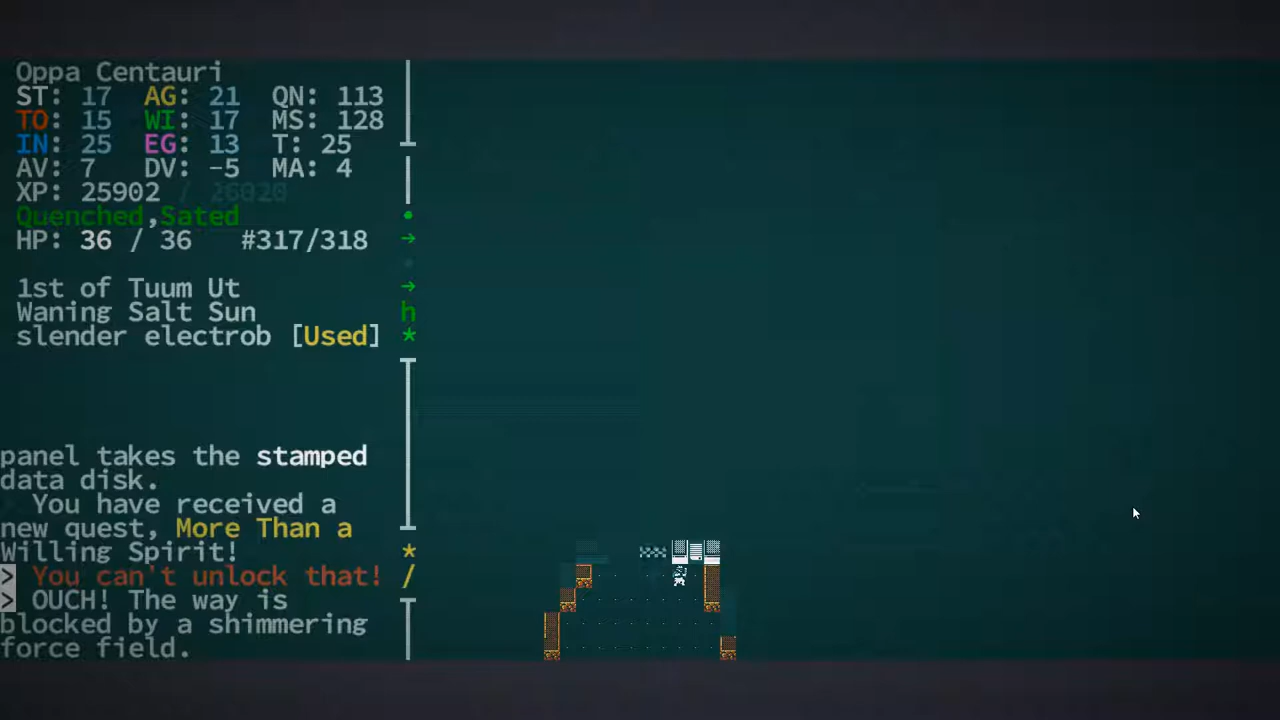 Oppa Centauri
ST: 17 AG: 21 QN: 113
TO: 15 WI: 17 MS: 128
IN: 25 EG: 13 T: 25
AV: 7 DV: -5 MA: 4
XP: 25902 / 26020
Quenched,Sated
HP: 36 / 36 #317/318
1st of Tuum Ut
Waning Salt Sun
slender electrob [Used]
panel takes the stamped
data disk.
You have received a
new quest, More Than a
Willing Spirit!
> You can't unlock that!
> OUCH! The way is
blocked by a shimmering
force field.
→
→
h
*
*
/